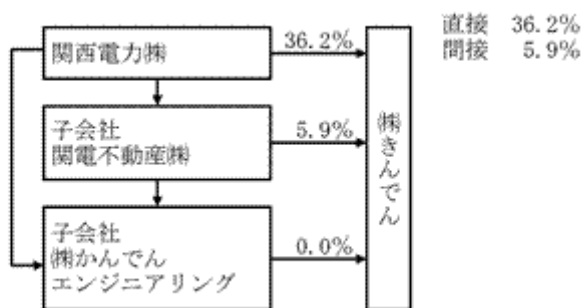 直接 36.2%
間接 5.9%
関西電力㈱
36.2%
子会社
関電不動産㈱
5.9%
子会社
㈱かんでん
エンジニアリング
0.0%
㈱きんでん